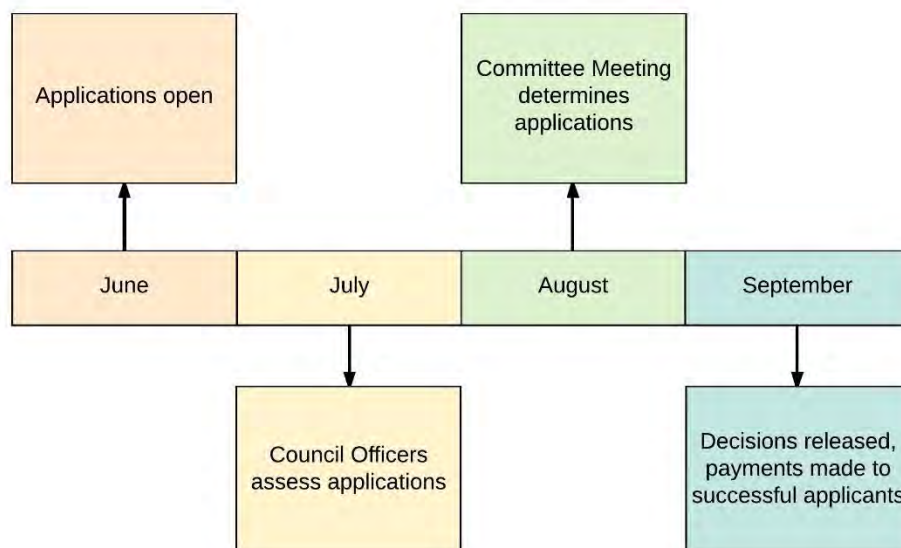 Applications open
Committee Meeting
determines
applications
June
July
August
September
Council Officers
assess applications
Decisions released,
payments made to
successful applicants